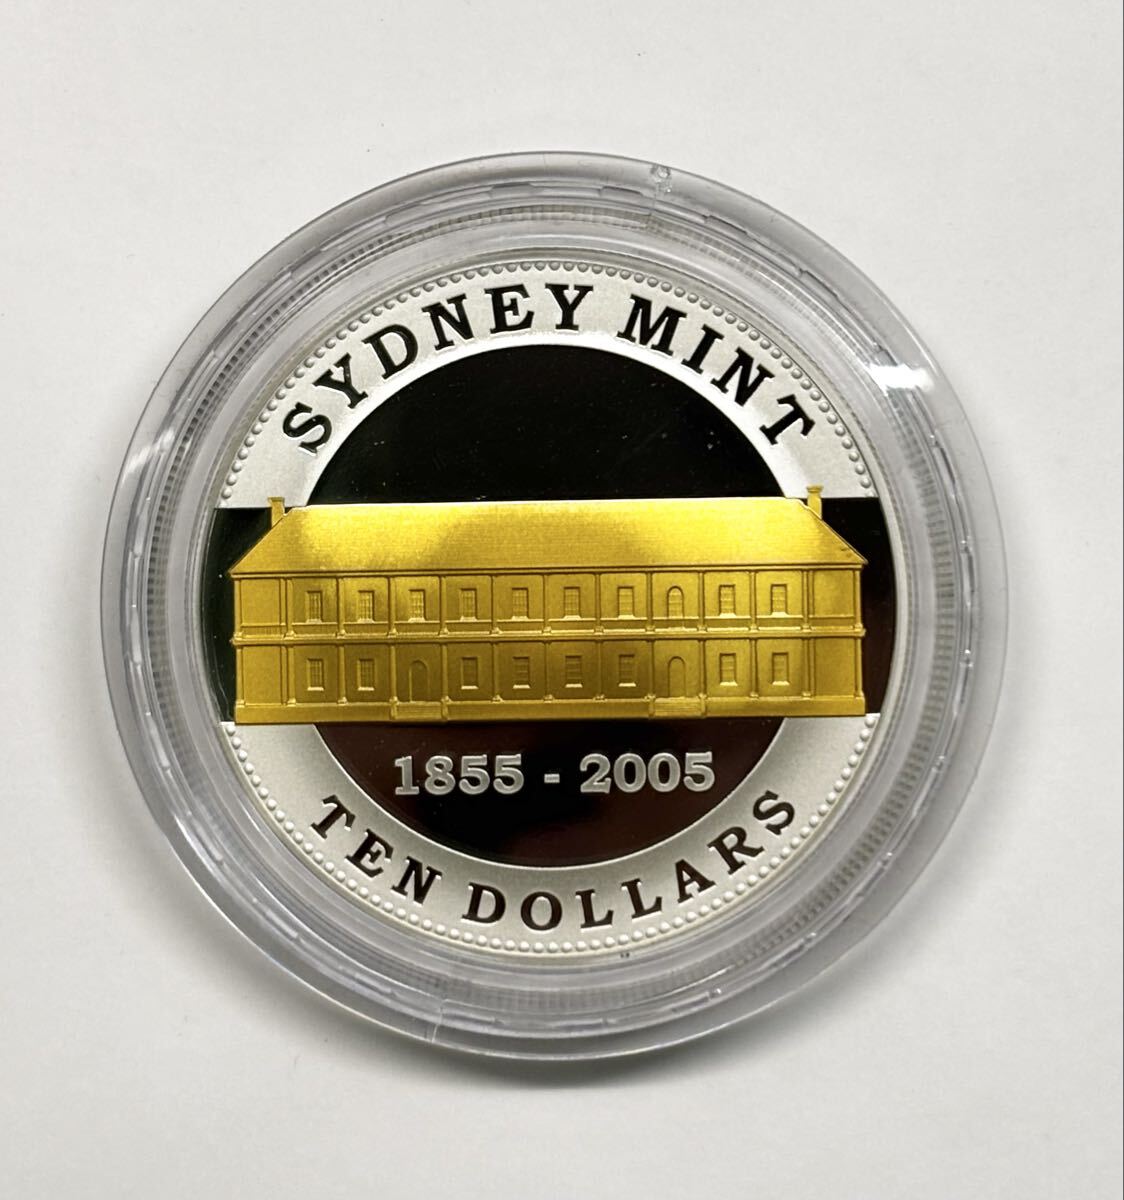 SYDNEY MINT
1855 - 2005
TEN DOLLARS